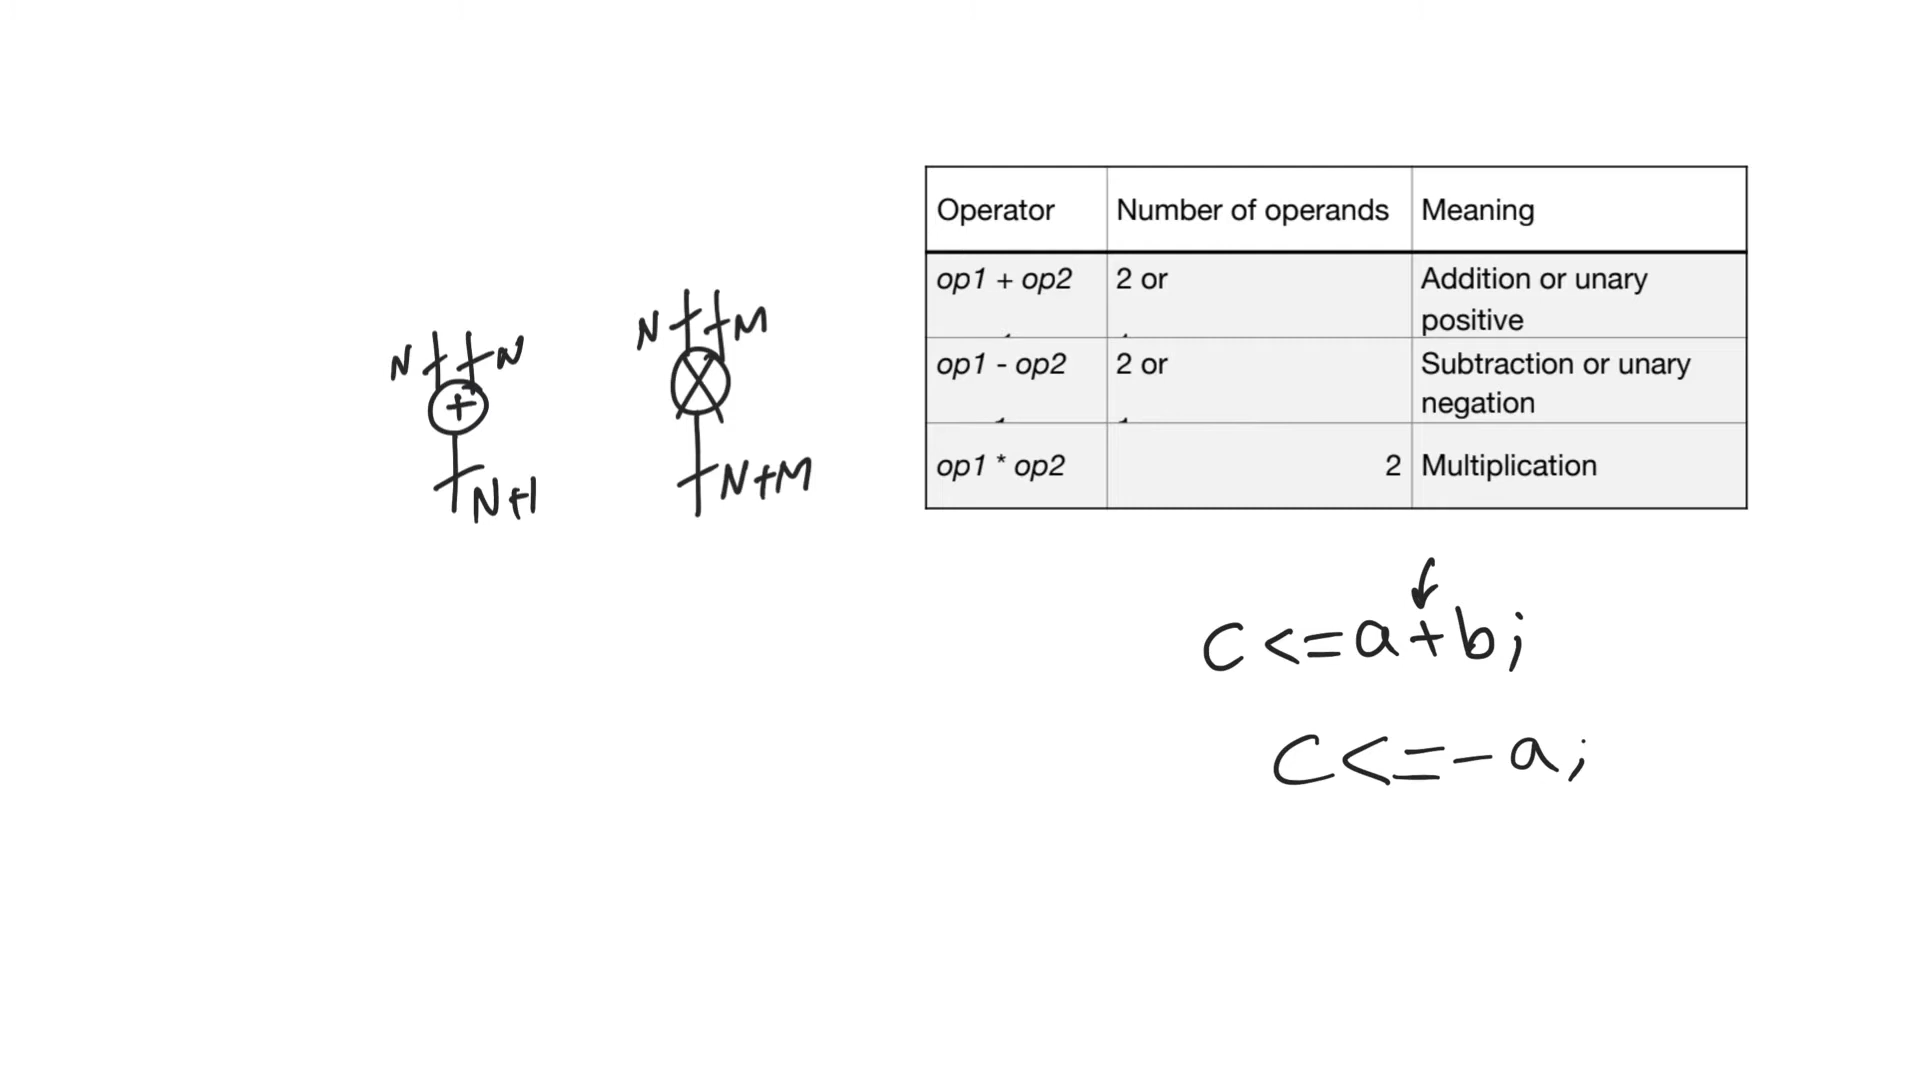 N N
+
N+1
N M
N+M
Operator Number of operands Meaning
op1 + op2 2 or Addition or unary
positive
op1 - op2 2 or Subtraction or unary
negation
op1 * op2 2 Multiplication
c <= a + b;
c <= - a;